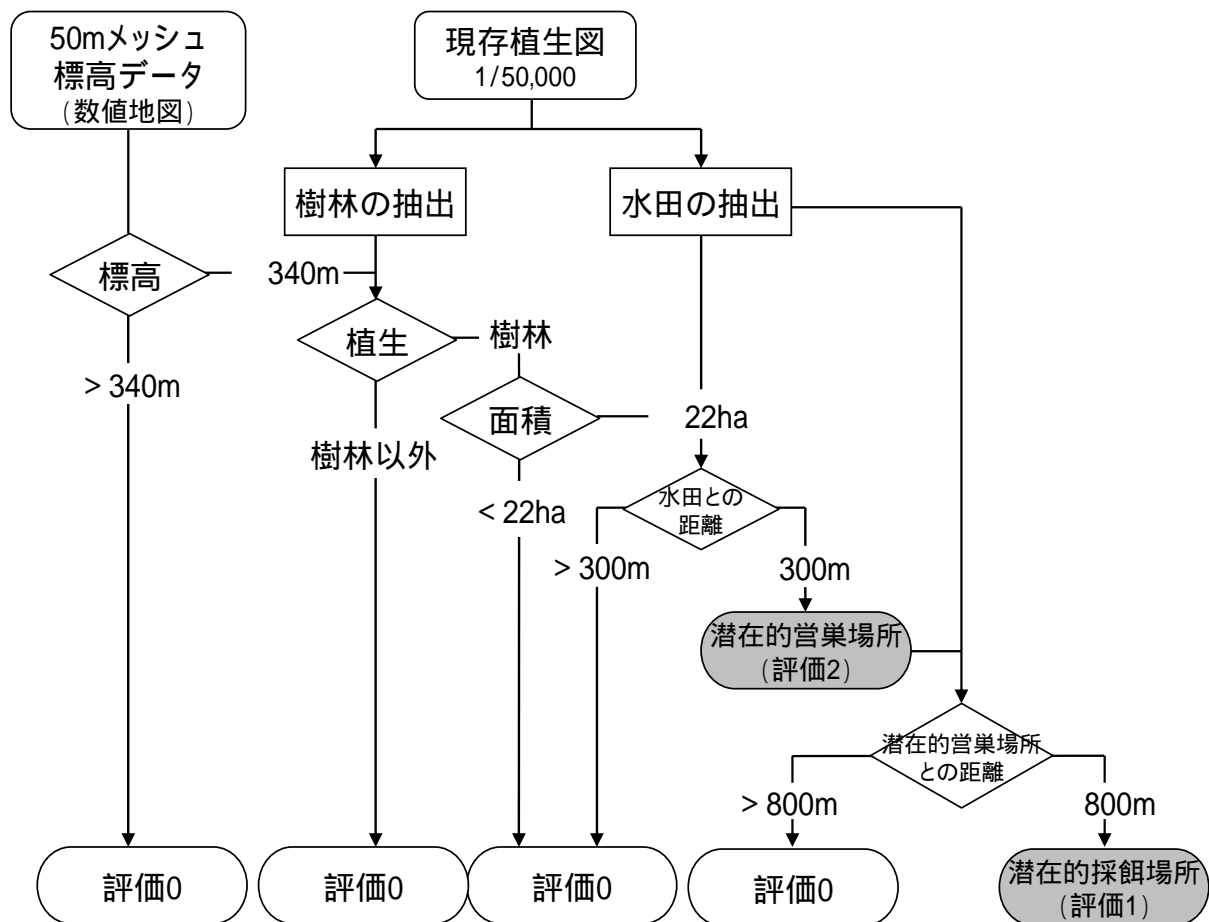 50mメッシュ
標高データ
(数値地図)
現存植生図
1/50,000
樹林の抽出
水田の抽出
標高
340m
植生
樹林
> 340m
面積
22ha
樹林以外
水田との
距離
< 22ha
> 300m
300m
潜在的営巣場所
(評価2)
潜在的営巣場所
との距離
> 800m
800m
評価0
評価0
評価0
評価0
潜在的採餌場所
(評価1)